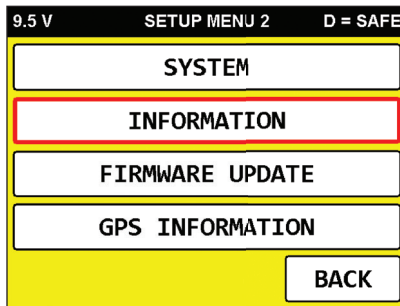 9.5 V SETUP MENU 2 D = SAFE
SYSTEM
INFORMATION
FIRMWARE UPDATE
GPS INFORMATION
BACK